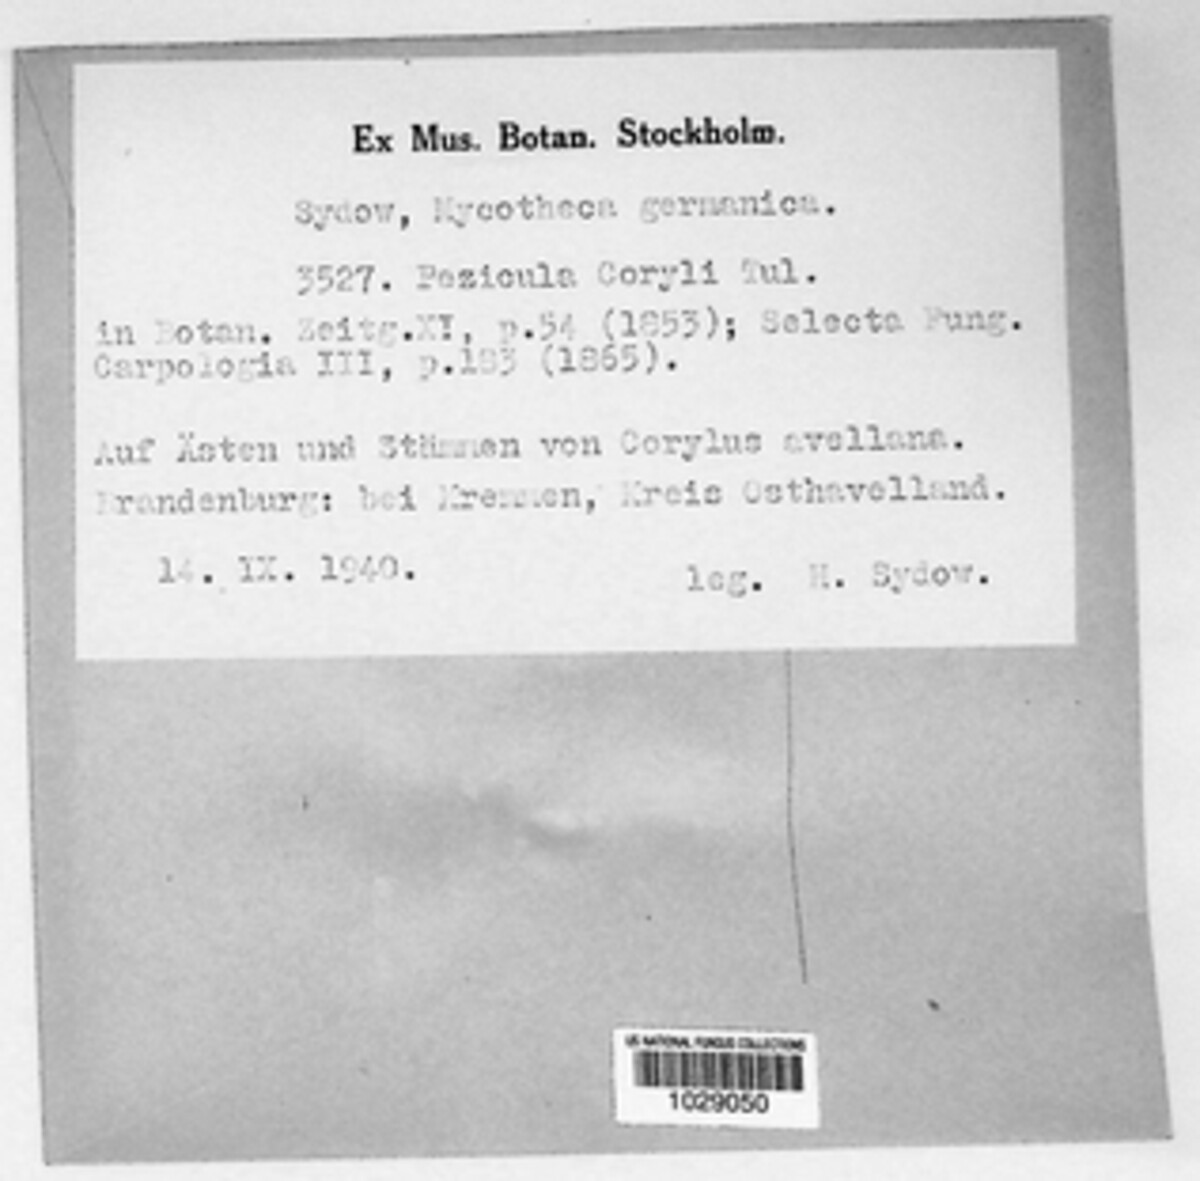 Ex Mus. Botan. Stockholm.
Sydow, Mycotheca germanica.
3527. Pezicula Coryli Tul.
in Botan. Zeitg.XI, p.54 (1853); Selecta Fung.
Carpologia III, p.183 (1865).
Auf Ästen und Stämmen von Corylus avellana.
Brandenburg: bei Kremmen, Kreis Osthavelland.
14. IX. 1940.
leg. H. Sydow.
US NATIONAL FUNGUS COLLECTIONS
1029050